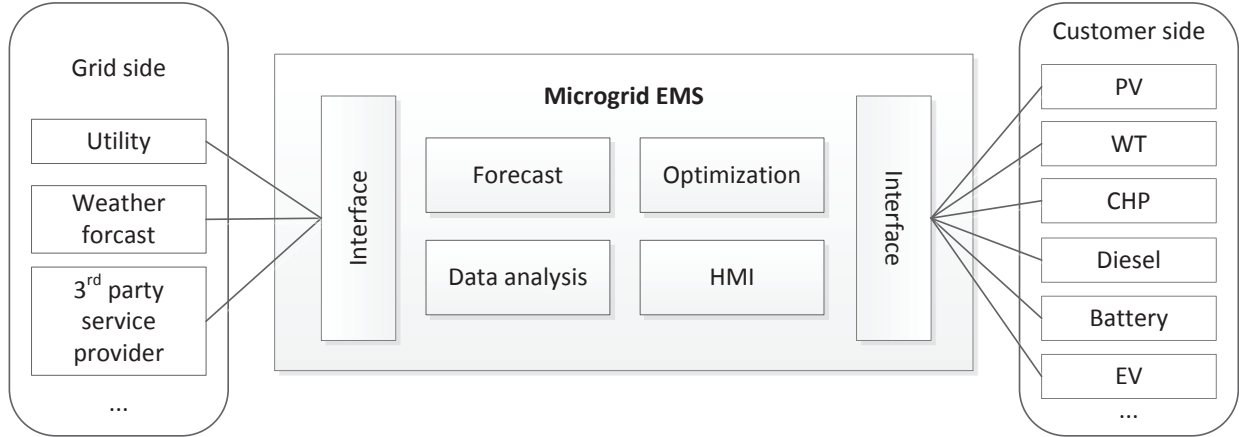 Grid side
Utility
Weather
forcast
3rd party
service
provider
...
Microgrid EMS
Interface
Forecast
Optimization
Data analysis
HMI
Interface
Customer side
PV
WT
CHP
Diesel
Battery
EV
...